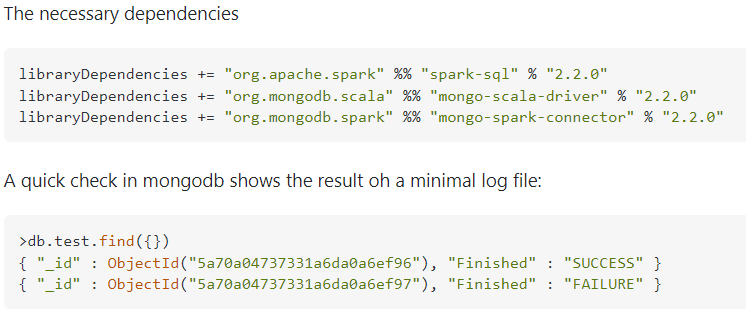 The necessary dependencies
libraryDependencies += "org.apache.spark" %% "spark-sql" % "2.2.0"
libraryDependencies += "org.mongodb.scala" %% "mongo-scala-driver" % "2.2.0"
libraryDependencies += "org.mongodb.spark" %% "mongo-spark-connector" % "2.2.0"
A quick check in mongodb shows the result oh a minimal log file:
>db.test.find({})
{ "_id" : ObjectId("5a70a04737331a6da0a6ef96"), "Finished" : "SUCCESS" }
{ "_id" : ObjectId("5a70a04737331a6da0a6ef97"), "Finished" : "FAILURE" }